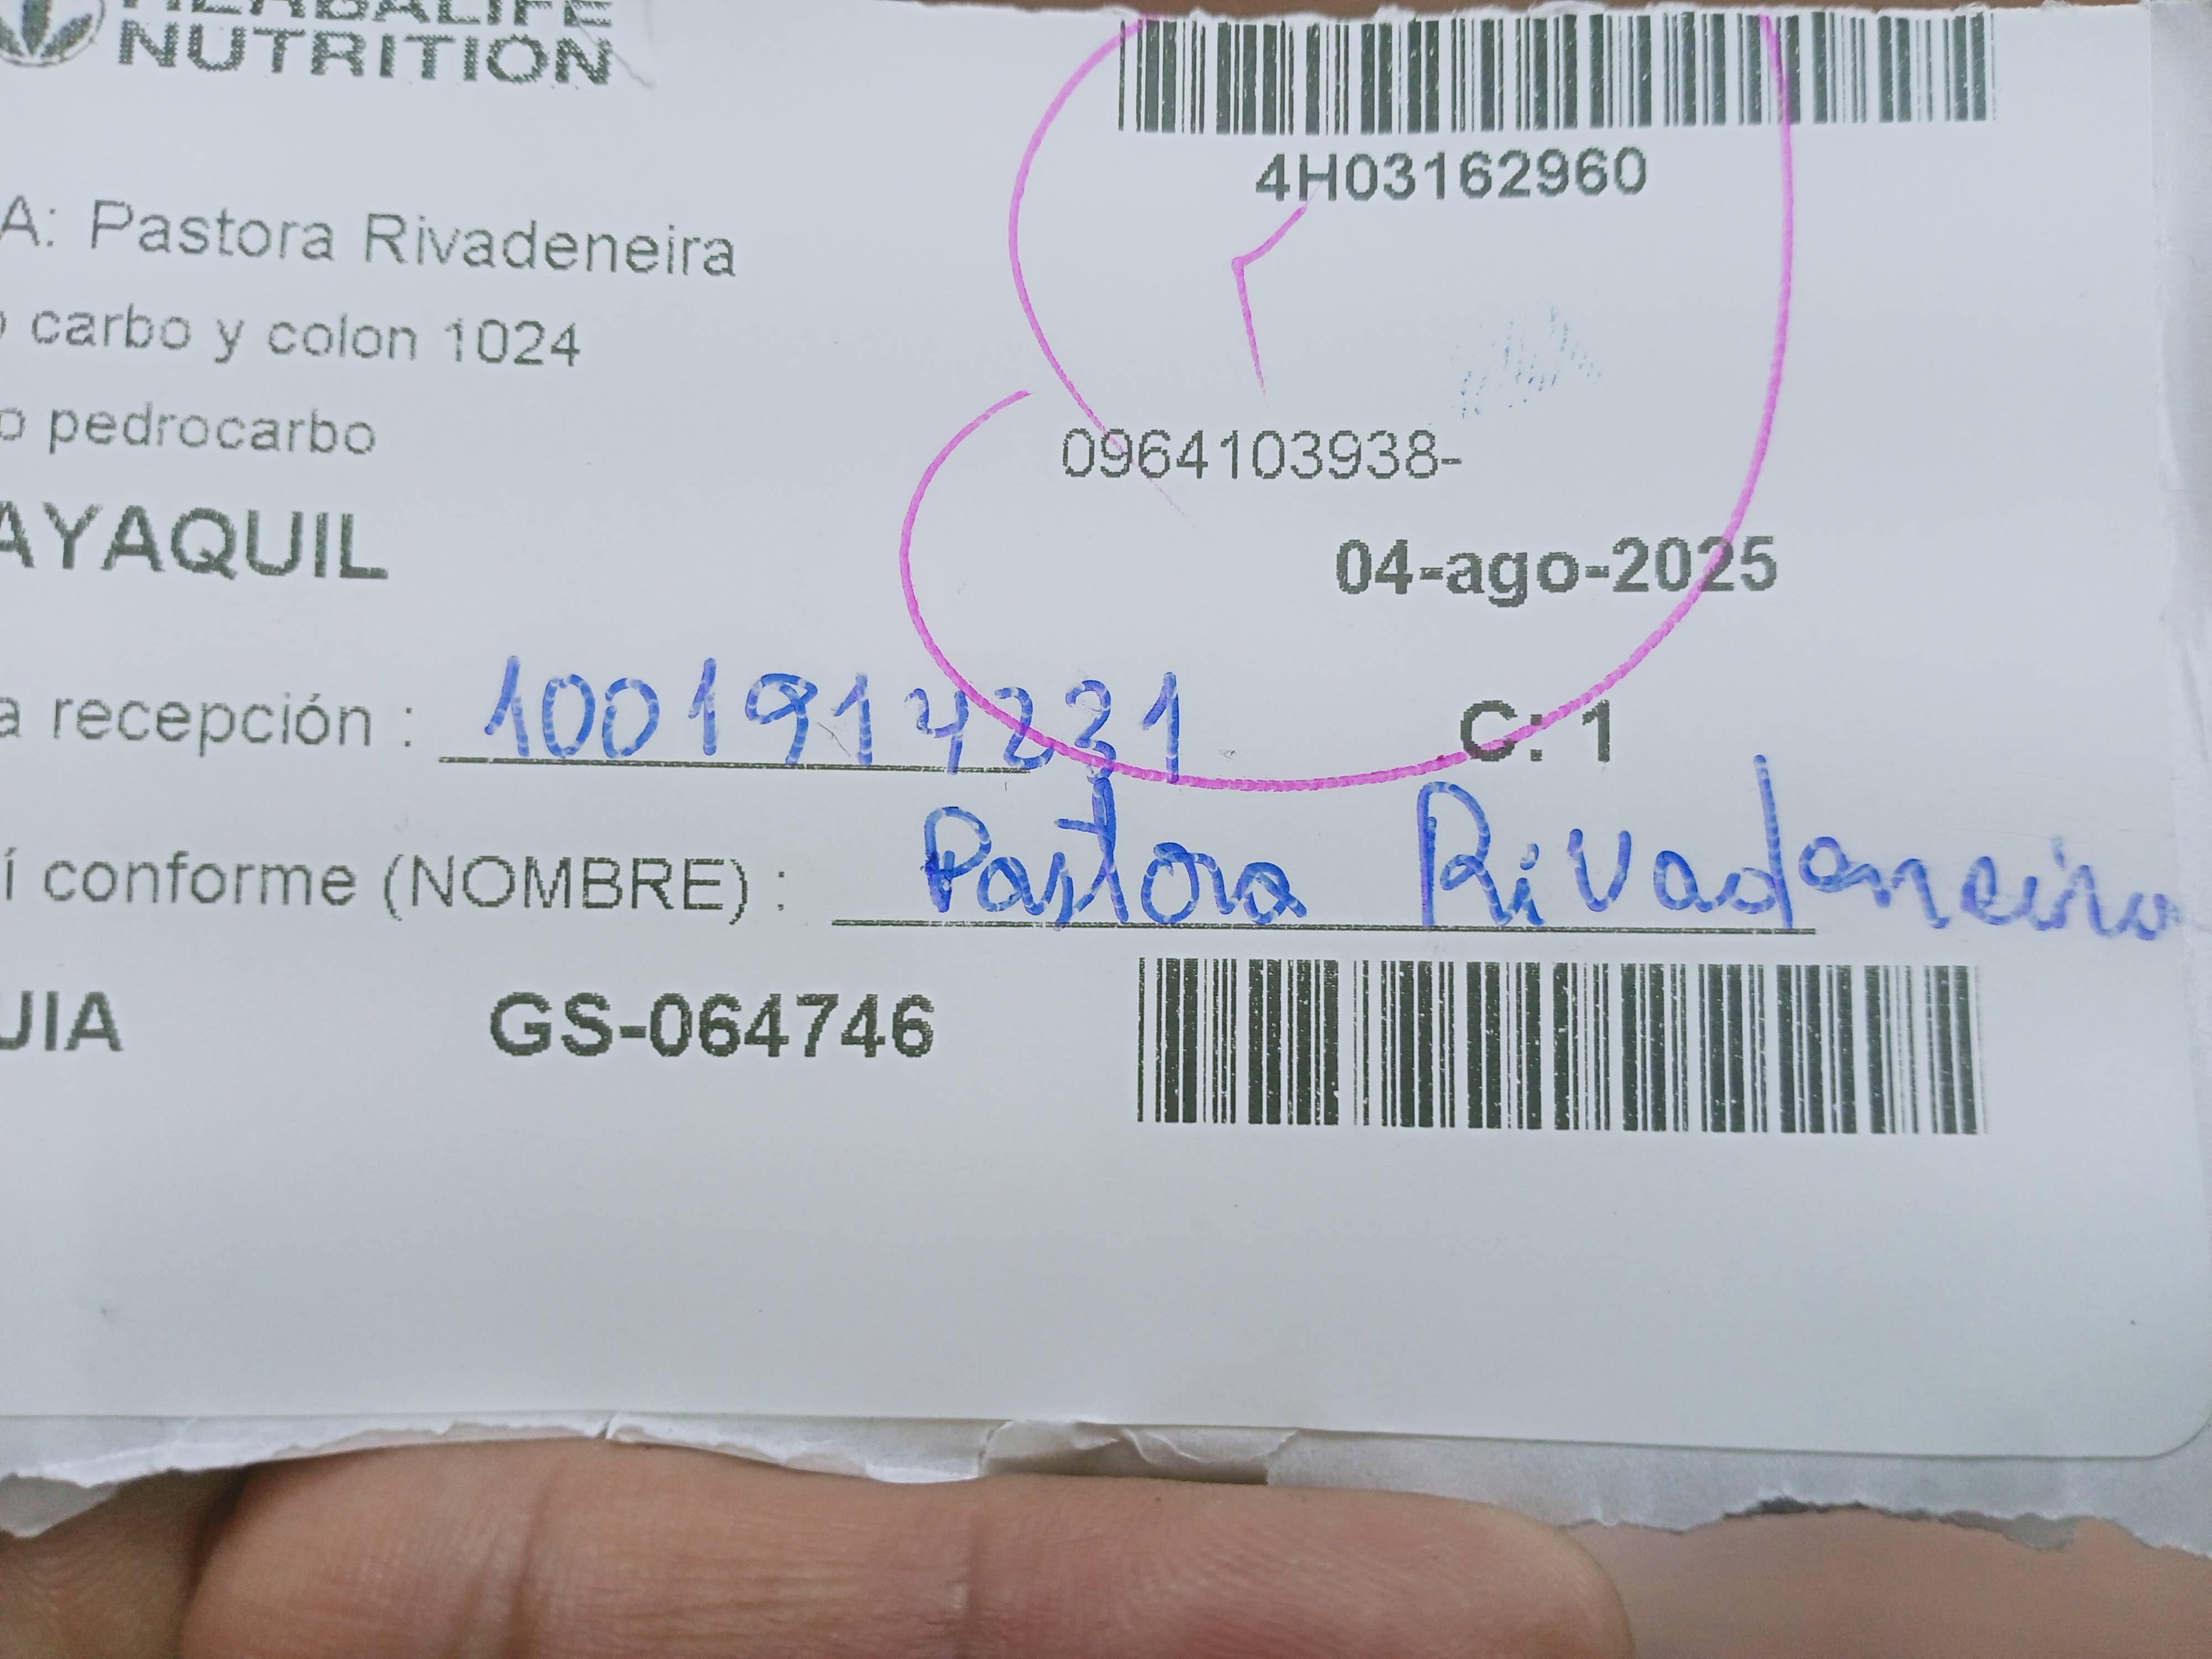 HERBALIFE
NUTRITION
4H03162960
A: Pastora Rivadeneira
carbo y colon 1024
o pedrocarbo
0964103938-
AYAQUIL
04-ago-2025
a recepción : 1001914231
C: 1
í conforme (NOMBRE) : Pastora Rivadeneira
UIA GS-064746